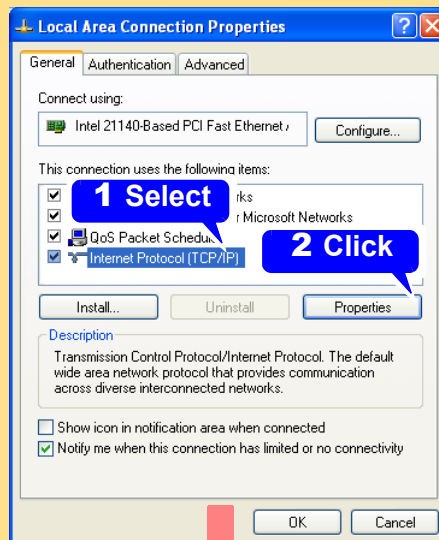 Local Area Connection Properties
General Authentication Advanced
Connect using:
Intel 21140-Based PCI Fast Ethernet
Configure...
This connection uses the following items:
1 Select
Microsoft Networks
QoS Packet
2 Click
Internet Protocol (TCP/IP)
Install... Uninstall Properties
Description
Transmission Control Protocol/Internet Protocol. The default
wide area network protocol that provides communication
across diverse interconnected networks.
Show icon in notification area when connected
Notify me when this connection has limited or no connectivity
OK Cancel